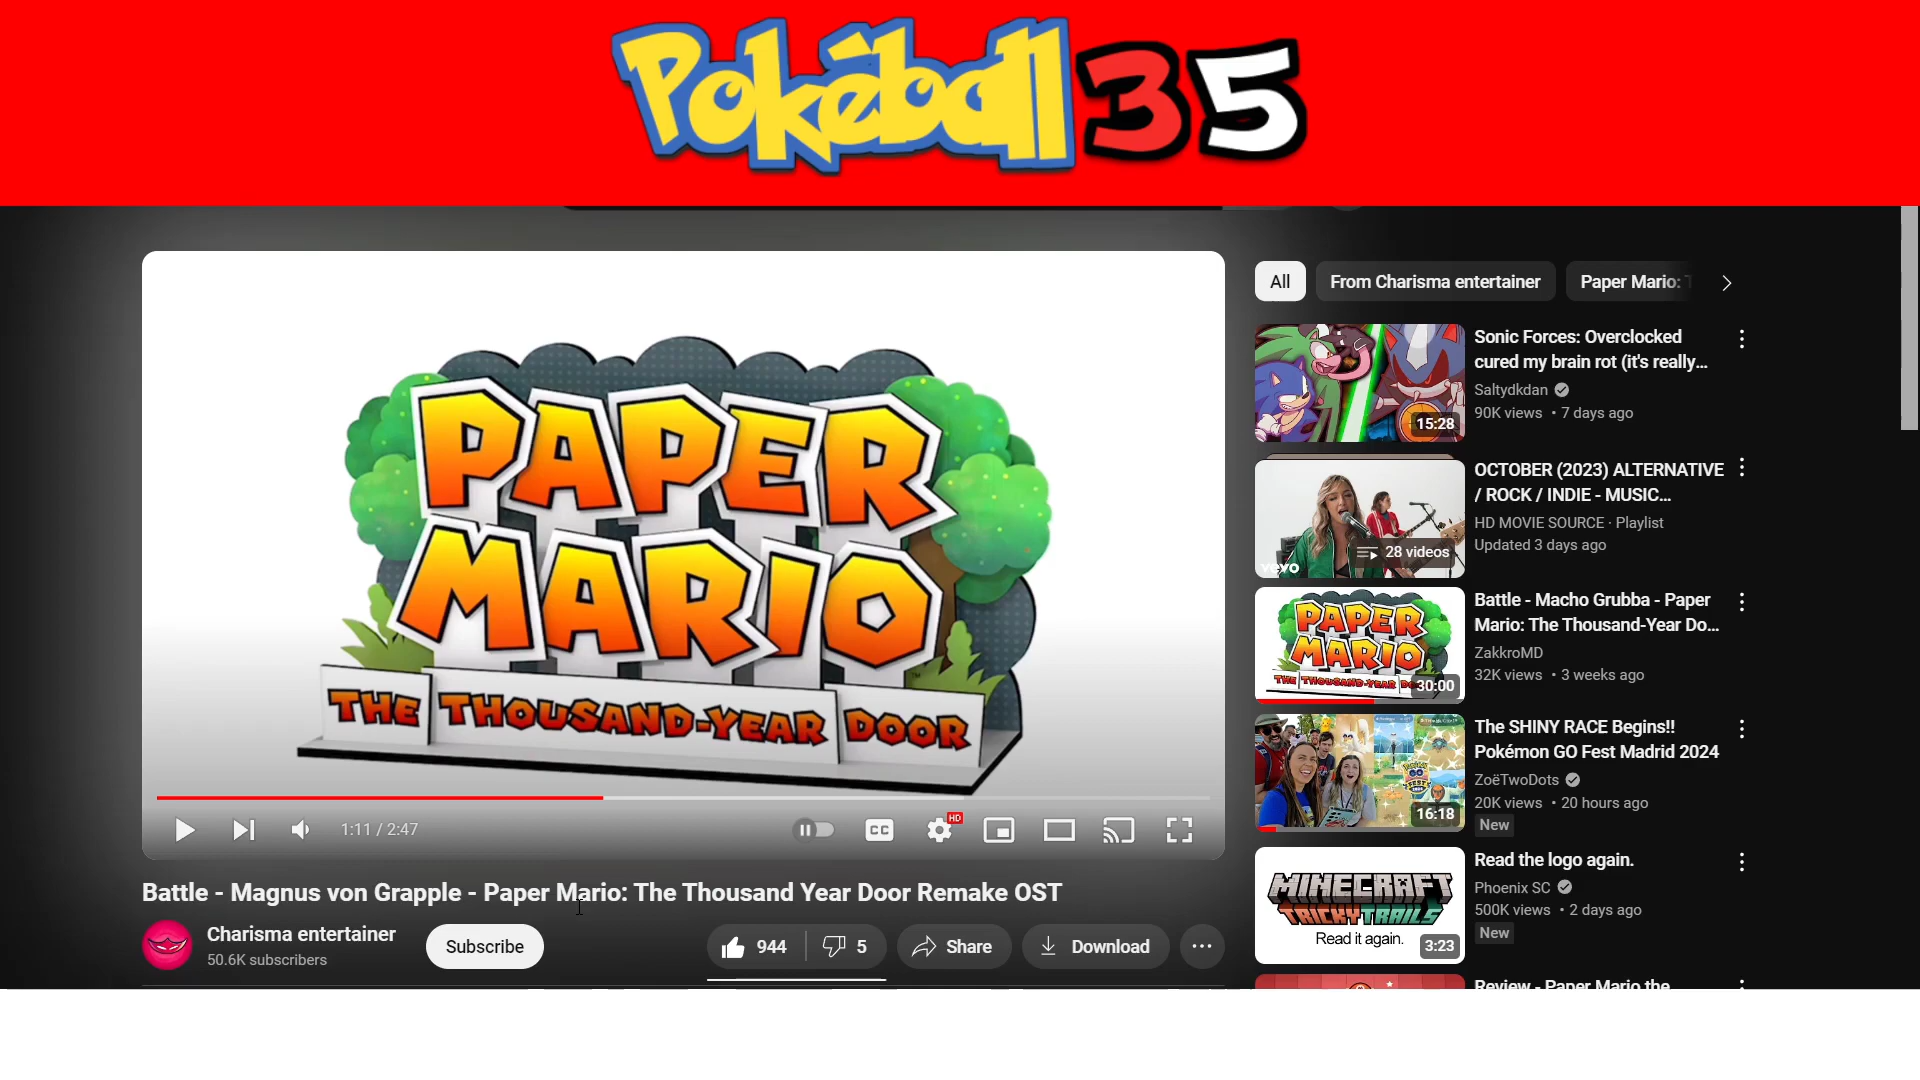 Pokéball 35
PAPER
MARIO
THE THOUSAND-YEAR DOOR
™
1:11 / 2:47
CC
HD
Battle - Magnus von Grapple - Paper Mario: The Thousand Year Door Remake OST
Charisma entertainer
50.6K subscribers
Subscribe
944
5
Share
Download
All
From Charisma entertainer
Paper Mario: T
15:28
Sonic Forces: Overclocked
cured my brain rot (it's really...
Saltydkdan
90K views • 7 days ago
vevo
28 videos
OCTOBER (2023) ALTERNATIVE
/ ROCK / INDIE - MUSIC...
HD MOVIE SOURCE · Playlist
Updated 3 days ago
PAPER
MARIO
THE THOUSAND-YEAR DO
30:00
Battle - Macho Grubba - Paper
Mario: The Thousand-Year Do...
ZakkroMD
32K views • 3 weeks ago
16:18
The SHINY RACE Begins!!
Pokémon GO Fest Madrid 2024
ZoëTwoDots
20K views • 20 hours ago
New
MINECRAFT
TRICKY TRAILS
Read it again.
3:23
Read the logo again.
Phoenix SC
500K views • 2 days ago
New
Review - Paper Mario the